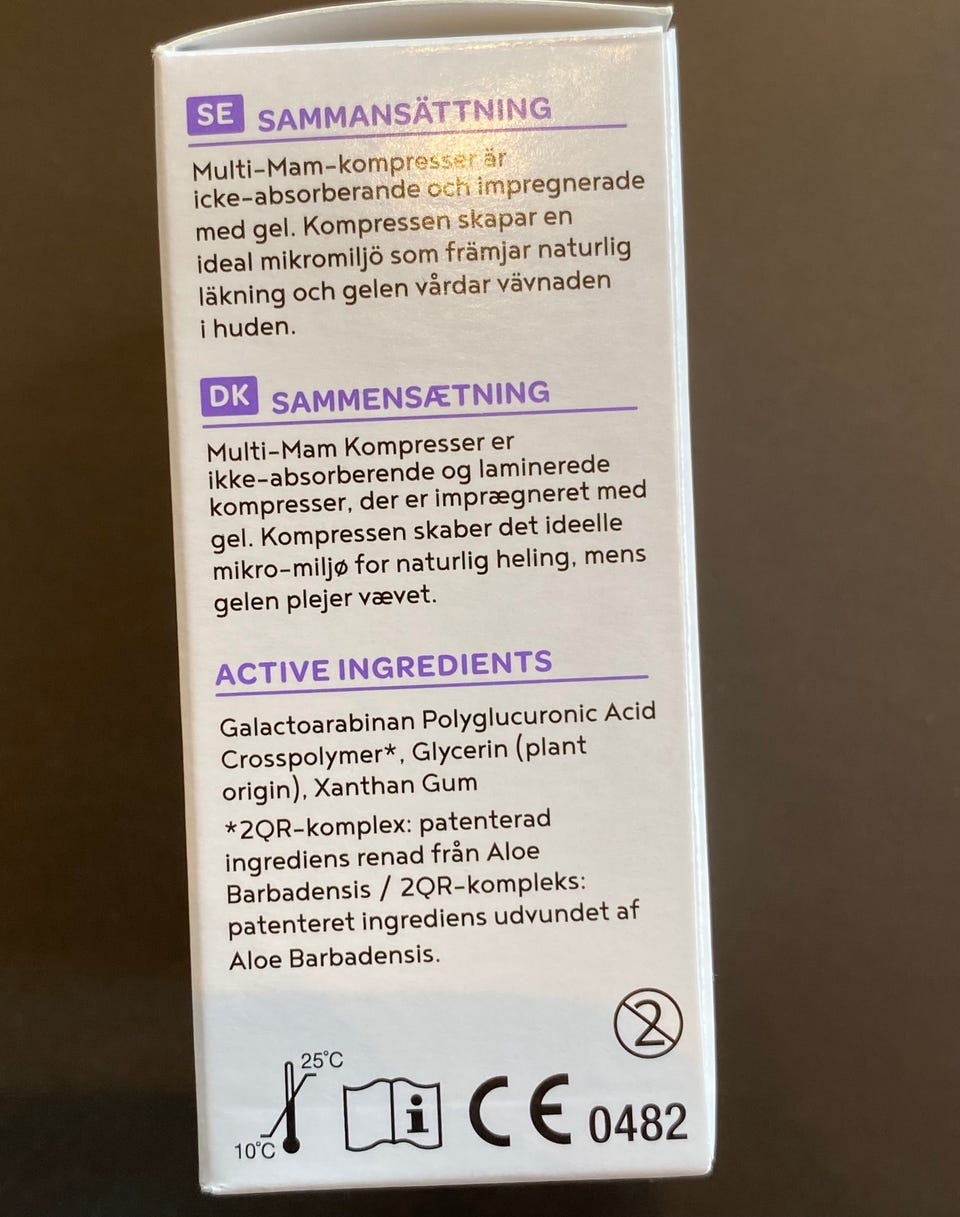 SE SAMMANSÄTTNING
Multi-Mam-kompresser är
icke-absorberande och impregnerade
med gel. Kompressen skapar en
ideal mikromiljö som främjar naturlig
läkning och gelen vårdar vävnaden
i huden.
DK SAMMENSÆTNING
Multi-Mam Kompresser er
ikke-absorberende og laminerede
kompresser, der er imprægneret med
gel. Kompressen skaber det ideelle
mikro-miljø for naturlig heling, mens
gelen plejer vævet.
ACTIVE INGREDIENTS
Galactoarabinan Polyglucuronic Acid
Crosspolymer*, Glycerin (plant
origin), Xanthan Gum
*2QR-komplex: patenterad
ingrediens renad från Aloe
Barbadensis / 2QR-kompleks:
patenteret ingrediens udvundet af
Aloe Barbadensis.
2
25°C
10°C
i
CE 0482